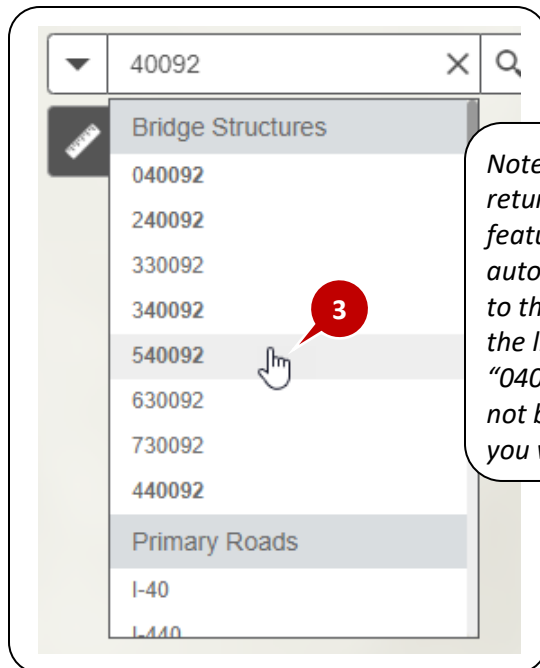 40092
Bridge Structures
040092
240092
330092
340092
3
540092
630092
730092
440092
Primary Roads
I-40
I-440
Note
retur
featu
auto
to th
the l
“040
not b
you